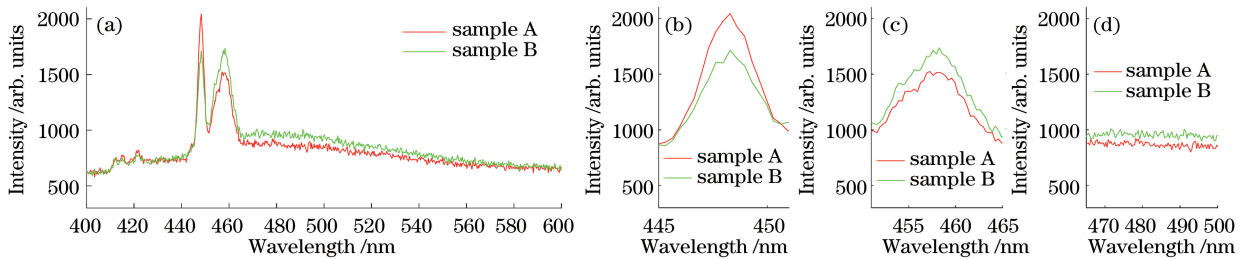 (a)
sample A
sample B
Intensity /arb. units
2000
1500
1000
500
400 420 440 460 480 500 520 540 560 580 600
Wavelength /nm
(b)
sample A
sample B
Intensity /arb. units
2000
1500
1000
500
445 450
Wavelength /nm
(c)
sample A
sample B
Intensity /arb. units
2000
1500
1000
500
455 460 465
Wavelength /nm
(d)
sample A
sample B
Intensity /arb. units
2000
1500
1000
500
470 480 490 500
Wavelength /nm